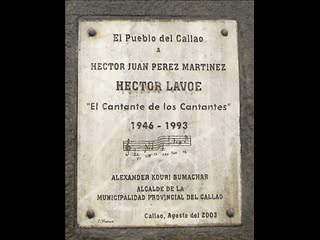 El Pueblo del Callao
a
HECTOR JUAN PEREZ MARTINEZ
HECTOR LAVOE
"El Cantante de los Cantantes"
1946 - 1993
ALEXANDER KOURI BUMACHAR
ALCALDE DE LA
MUNICIPALIDAD PROVINCIAL DEL CALLAO
Callao, Agosto del 2003